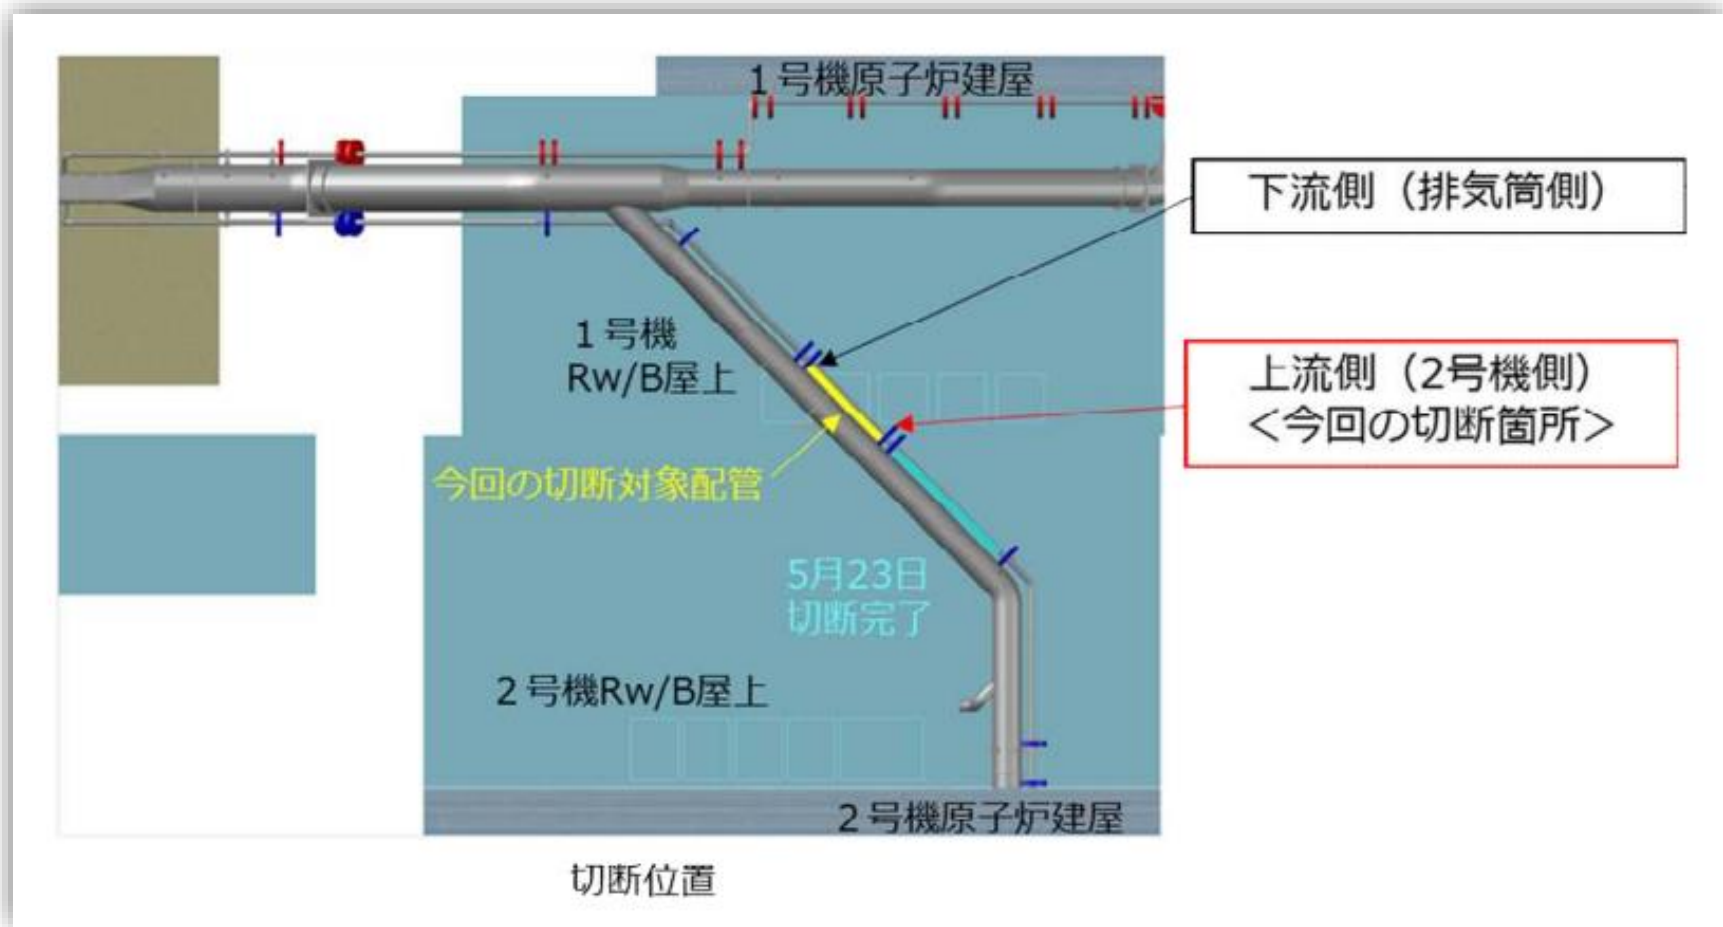 １号機原子炉建屋
下流側（排気筒側）
１号機
Rw/B屋上
上流側（2号機側）
＜今回の切断箇所＞
今回の切断対象配管
5月23日
切断完了
２号機Rw/B屋上
２号機原子炉建屋
切断位置